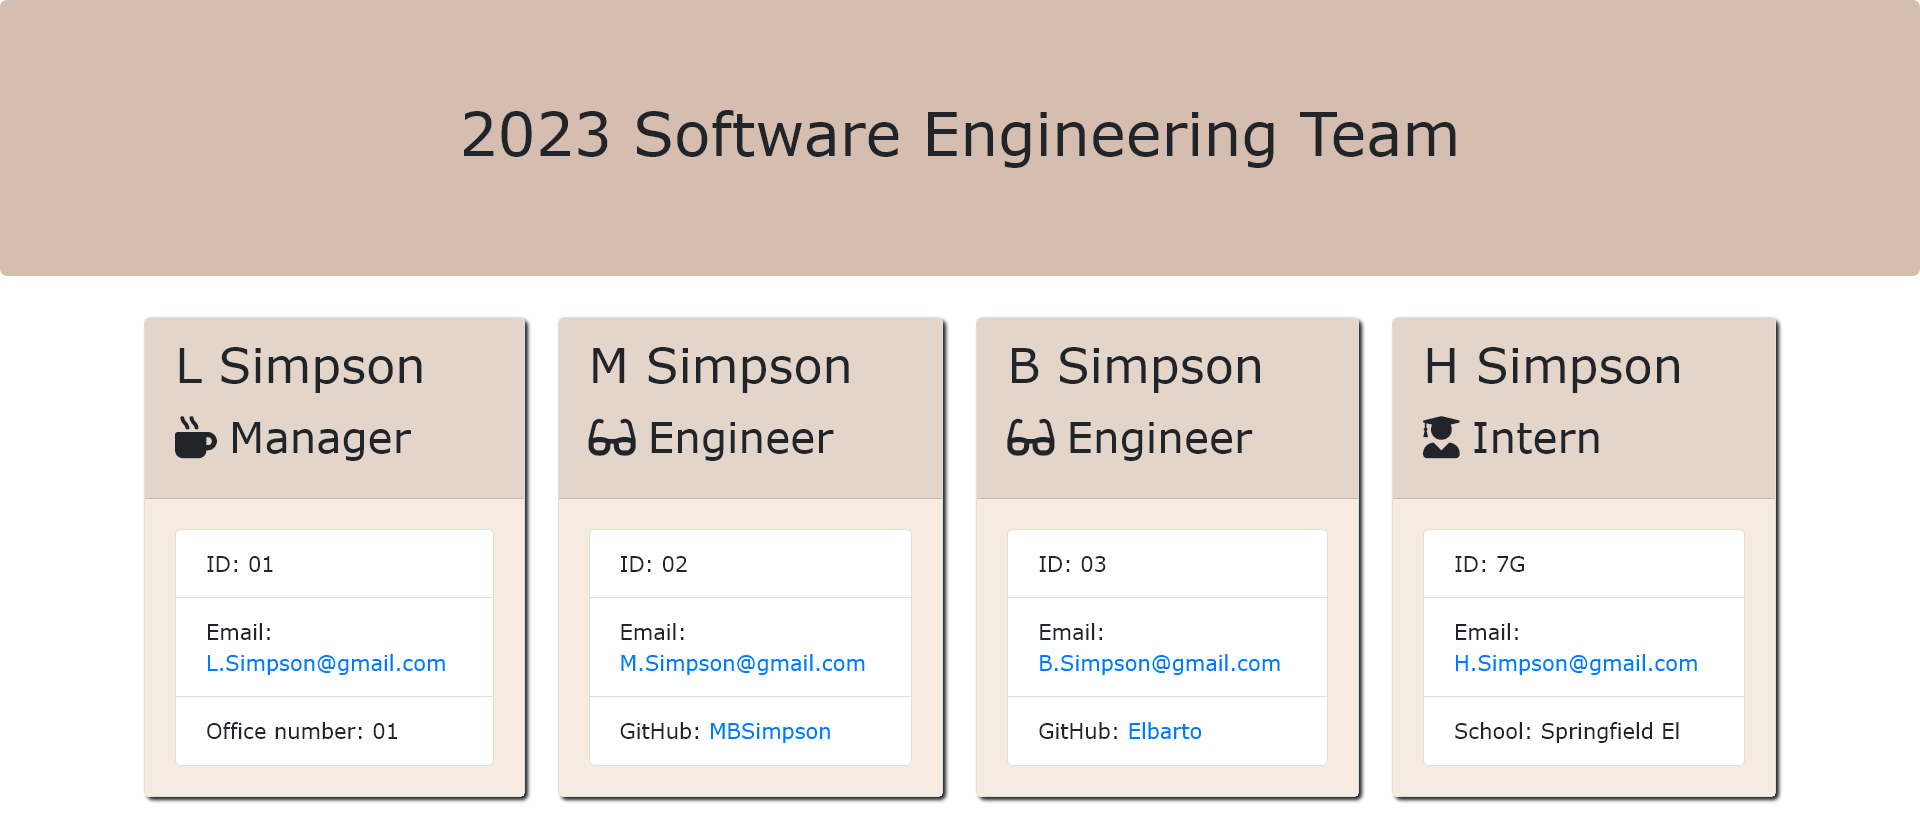 2023 Software Engineering Team
L Simpson
Manager
ID: 01
Email:
L.Simpson@gmail.com
Office number: 01
M Simpson
Engineer
ID: 02
Email:
M.Simpson@gmail.com
GitHub: MBSimpson
B Simpson
Engineer
ID: 03
Email:
B.Simpson@gmail.com
GitHub: Elbarto
H Simpson
Intern
ID: 7G
Email:
H.Simpson@gmail.com
School: Springfield El